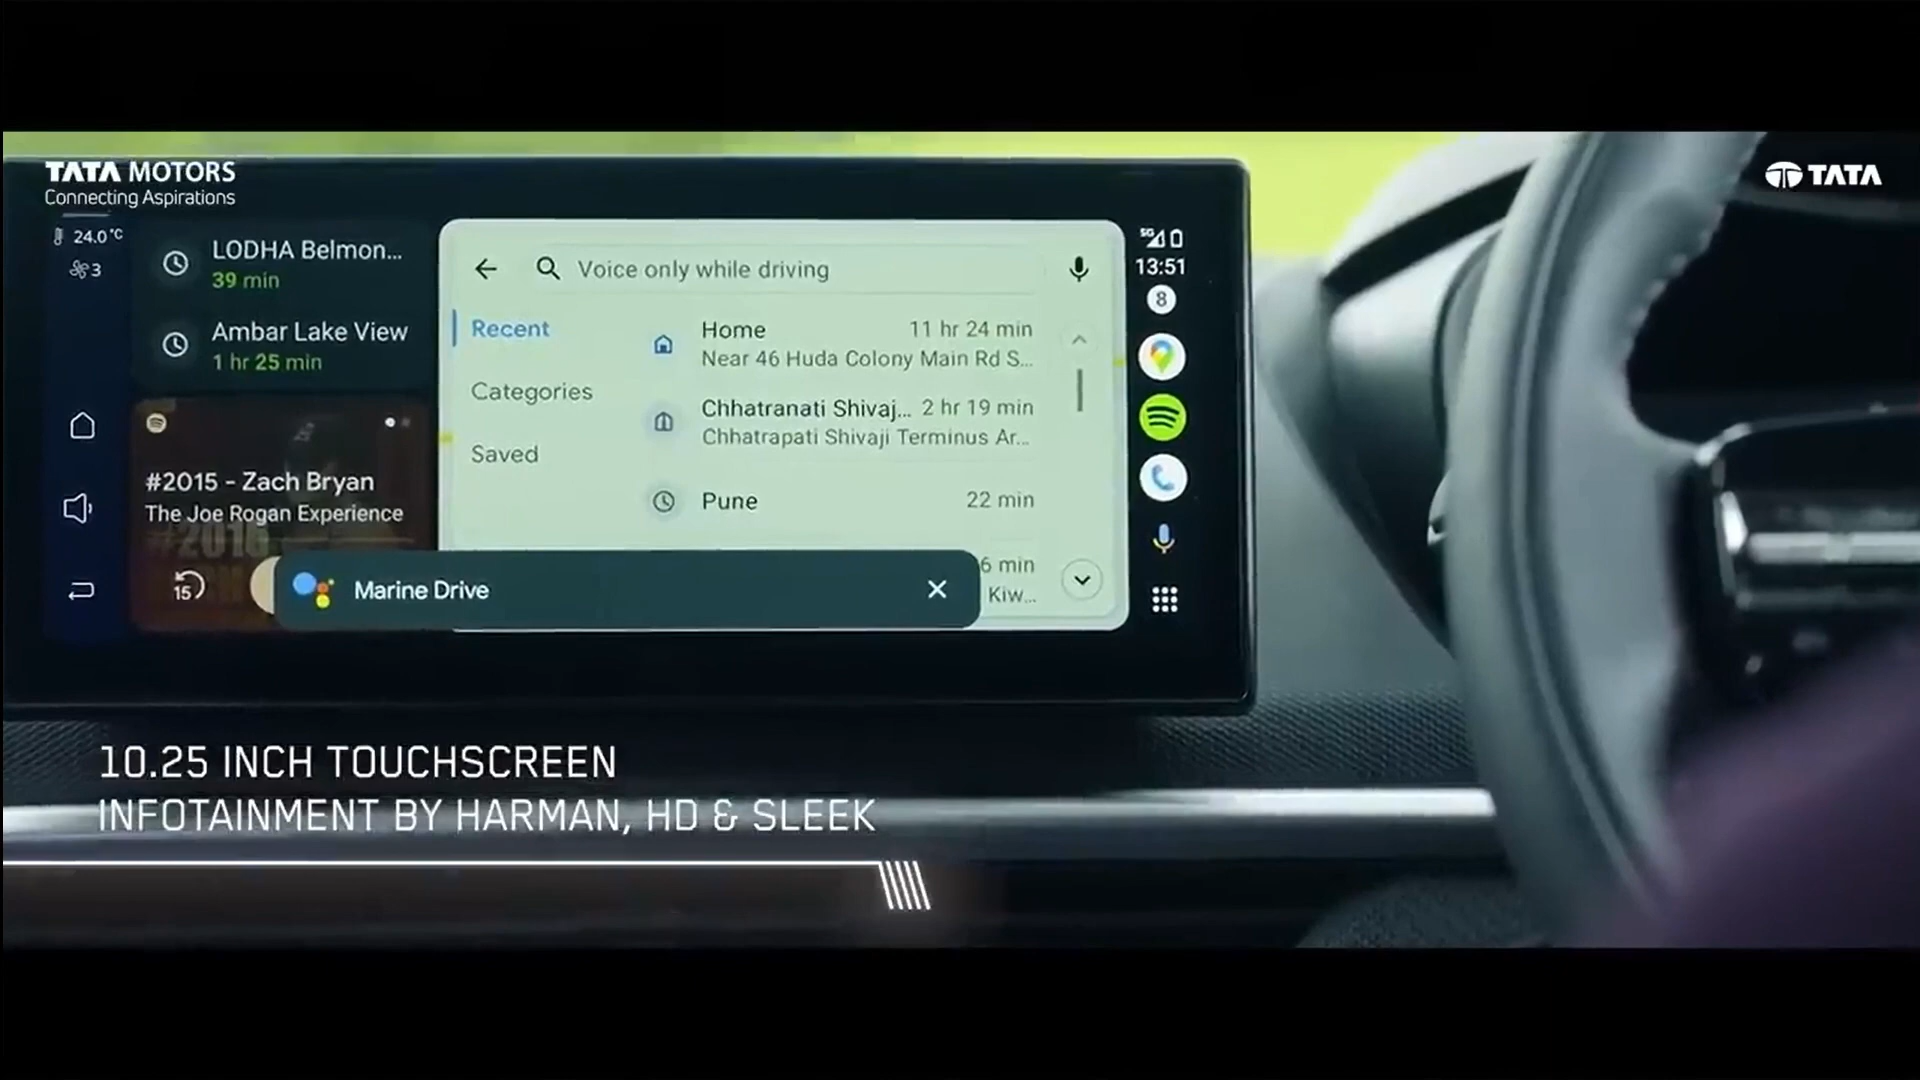 TATA MOTORS
Connecting Aspirations
TATA
24.0°C
3
LODHA Belmon...
39 min
Ambar Lake View
1 hr 25 min
#2015 - Zach Bryan
The Joe Rogan Experience
15
Voice only while driving
Recent
Categories
Saved
Home 11 hr 24 min
Near 46 Huda Colony Main Rd S...
Chhatranati Shivaj... 2 hr 19 min
Chhatrapati Shivaji Terminus Ar...
Pune 22 min
6 min
Kiw...
Marine Drive
5G
13:51
8
10.25 INCH TOUCHSCREEN
INFOTAINMENT BY HARMAN, HD & SLEEK